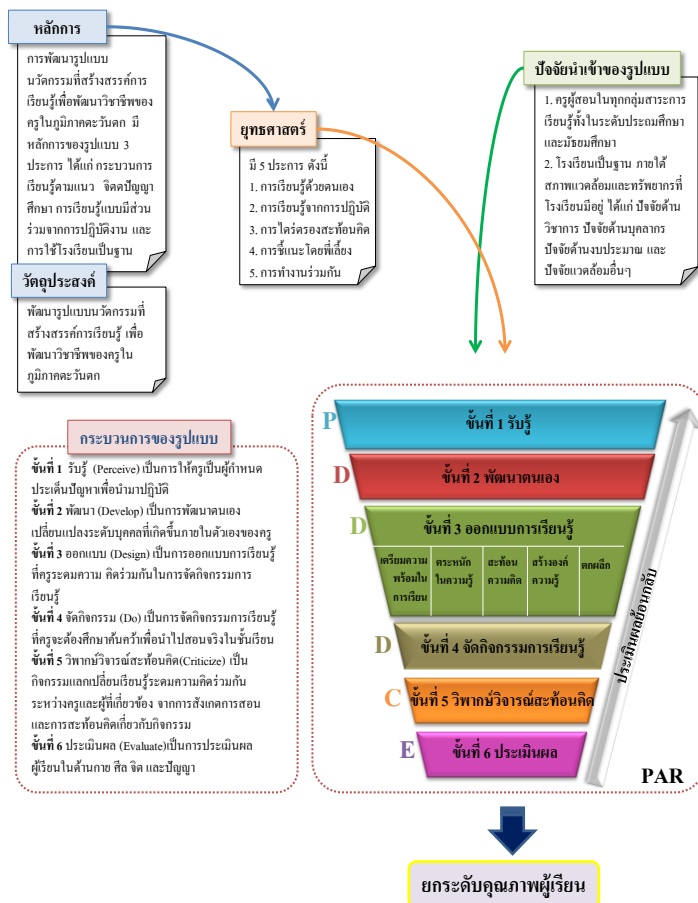 หลักการ
การพัฒนารูปแบบ
นวัตกรรมที่สร้างสรรค์การ
เรียนรู้เพื่อพัฒนาวิชาชีพของ
ครูในภูมิภาคตะวันตก มี
หลักการของรูปแบบ 3
ประการ ได้แก่ กระบวนการ
เรียนรู้ตามแนว จิตตปัญญา
ศึกษา การเรียนรู้แบบมีส่วน
ร่วมจากการปฏิบัติงาน และ
การใช้โรงเรียนเป็นฐาน
วัตถุประสงค์
พัฒนารูปแบบนวัตกรรมที่
สร้างสรรค์การเรียนรู้ เพื่อ
พัฒนาวิชาชีพของครูใน
ภูมิภาคตะวันตก
ยุทธศาสตร์
มี 5 ประการ ดังนี้
1. การเรียนรู้ด้วยตนเอง
2. การเรียนรู้จากการปฏิบัติ
3. การไตร่ตรองสะท้อนคิด
4. การชี้แนะโดยพี่เลี้ยง
5. การทำงานร่วมกัน
ปัจจัยนำเข้าของรูปแบบ
1. ครูผู้สอนในทุกกลุ่มสาระการ
เรียนรู้ทั้งในระดับประถมศึกษา
และมัธยมศึกษา
2. โรงเรียนเป็นฐาน ภายใต้
สภาพแวดล้อมและทรัพยากรที่
โรงเรียนมีอยู่ ได้แก่ ปัจจัยด้าน
วิชาการ ปัจจัยด้านบุคลากร
ปัจจัยด้านงบประมาณ และ
ปัจจัยแวดล้อมอื่นๆ
กระบวนการของรูปแบบ
ขั้นที่ 1 รับรู้ (Perceive) เป็นการให้ครูเป็นผู้กำหนด
ประเด็นปัญหาเพื่อนำมาปฏิบัติ
ขั้นที่ 2 พัฒนา (Develop) เป็นการพัฒนาตนเอง
เปลี่ยนแปลงระดับบุคคลที่เกิดขึ้นภายในตัวเองของครู
ขั้นที่ 3 ออกแบบ (Design) เป็นการออกแบบการเรียนรู้
ที่ครูระดมความ คิดร่วมกันในการจัดกิจกรรมการ
เรียนรู้
ขั้นที่ 4 จัดกิจกรรม (Do) เป็นการจัดกิจกรรมการเรียนรู้
ที่ครูจะต้องศึกษาค้นคว้าเพื่อนำไปสอนจริงในชั้นเรียน
ขั้นที่ 5 วิพากษ์วิจารณ์สะท้อนคิด(Criticize) เป็น
กิจกรรมแลกเปลี่ยนเรียนรู้ระดมความคิดร่วมกัน
ระหว่างครูและผู้ที่เกี่ยวข้อง จากการสังเกตการสอน
และการสะท้อนคิดเกี่ยวกับกิจกรรม
ขั้นที่ 6 ประเมินผล (Evaluate)เป็นการประเมินผล
ผู้เรียนในด้านกาย ศีล จิต และปัญญา
P ขั้นที่ 1 รับรู้
D ขั้นที่ 2 พัฒนาตนเอง
D ขั้นที่ 3 ออกแบบการเรียนรู้
เตรียมความ ตระหนัก สะท้อน สร้างองค์ ตกผลึก
พร้อมใน ในความรู้ ความคิด ความรู้
การเรียน
D ขั้นที่ 4 จัดกิจกรรมการเรียนรู้
C ขั้นที่ 5 วิพากษ์วิจารณ์สะท้อนคิด
E ขั้นที่ 6 ประเมินผล
ประเมินผลย้อนกลับ
PAR
ยกระดับคุณภาพผู้เรียน